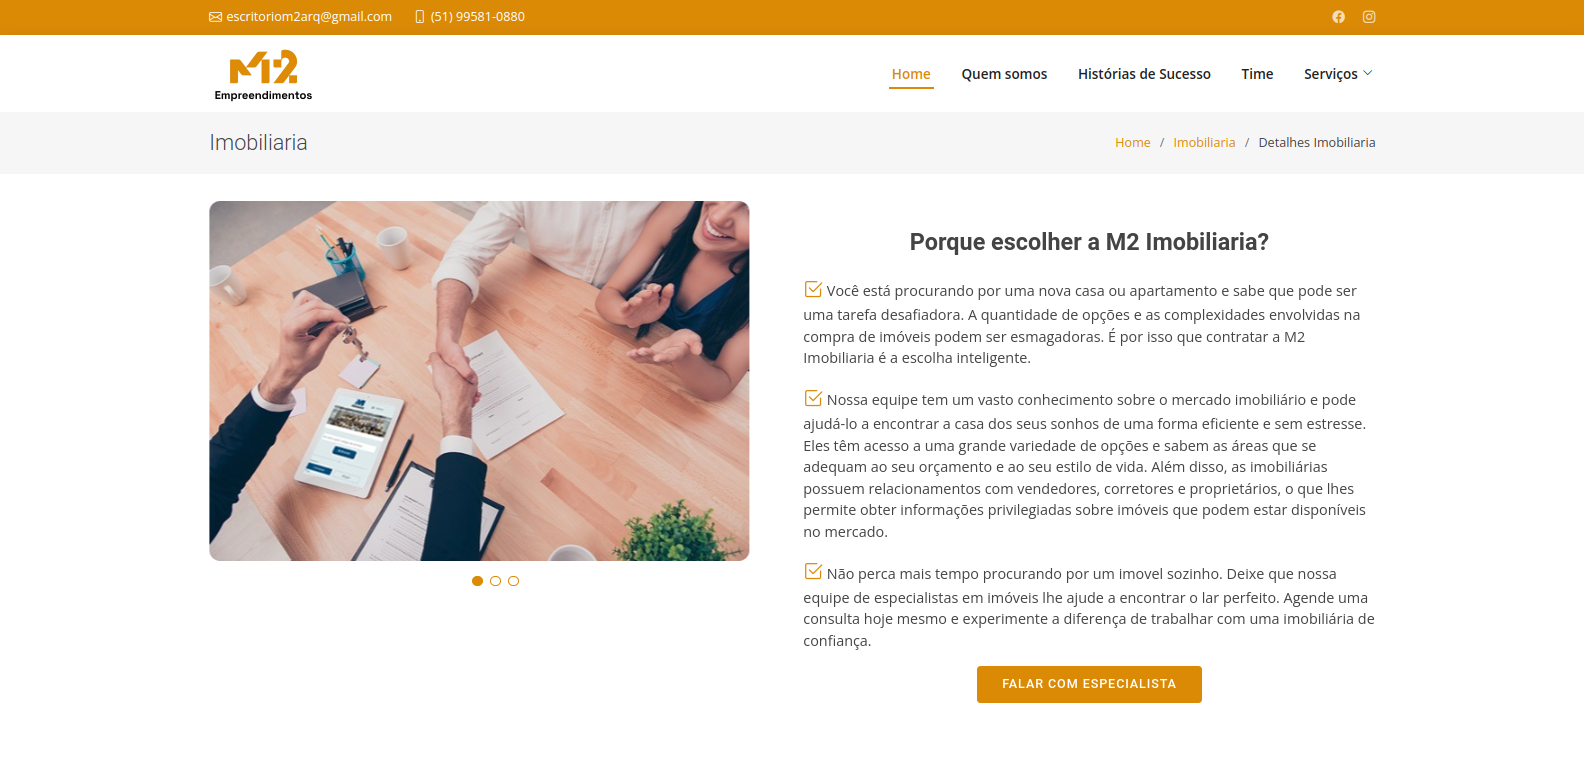 escritoriom2arq@gmail.com (51) 99581-0880
M2
Empreendimentos
Home Quem somos Histórias de Sucesso Time Serviços
Imobiliaria
Home / Imobiliaria / Detalhes Imobiliaria
Porque escolher a M2 Imobiliaria?
Você está procurando por uma nova casa ou apartamento e sabe que pode ser
uma tarefa desafiadora. A quantidade de opções e as complexidades envolvidas na
compra de imóveis podem ser esmagadoras. É por isso que contratar a M2
Imobiliaria é a escolha inteligente.
Nossa equipe tem um vasto conhecimento sobre o mercado imobiliário e pode
ajudá-lo a encontrar a casa dos seus sonhos de uma forma eficiente e sem estresse.
Eles têm acesso a uma grande variedade de opções e sabem as áreas que se
adequam ao seu orçamento e ao seu estilo de vida. Além disso, as imobiliárias
possuem relacionamentos com vendedores, corretores e proprietários, o que lhes
permite obter informações privilegiadas sobre imóveis que podem estar disponíveis
no mercado.
Não perca mais tempo procurando por um imovel sozinho. Deixe que nossa
equipe de especialistas em imóveis lhe ajude a encontrar o lar perfeito. Agende uma
consulta hoje mesmo e experimente a diferença de trabalhar com uma imobiliária de
confiança.
FALAR COM ESPECIALISTA